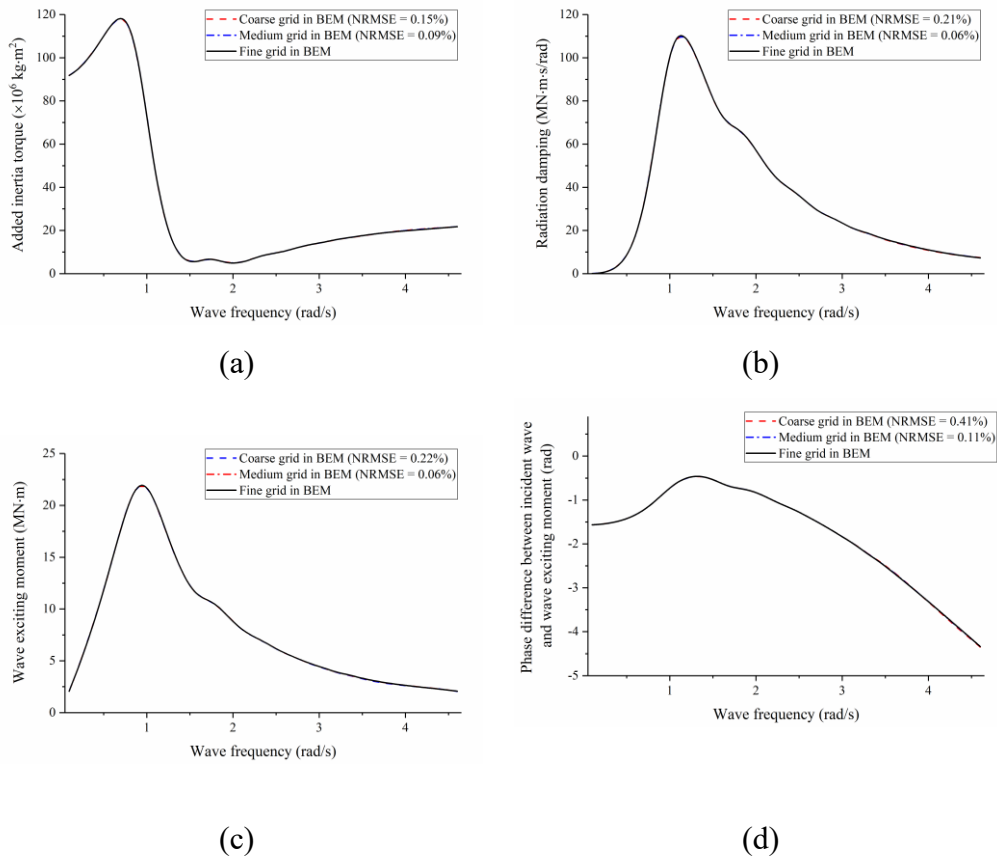 Coarse grid in BEM (NRMSE = 0.15%)
Medium grid in BEM (NRMSE = 0.09%)
Fine grid in BEM
Added inertia torque (×10⁶ kg·m²)
120
100
80
60
40
20
0
1
2
3
4
Wave frequency (rad/s)
(a)
Coarse grid in BEM (NRMSE = 0.21%)
Medium grid in BEM (NRMSE = 0.06%)
Fine grid in BEM
Radiation damping (MN·m·s/rad)
120
100
80
60
40
20
0
1
2
3
4
Wave frequency (rad/s)
(b)
Coarse grid in BEM (NRMSE = 0.22%)
Medium grid in BEM (NRMSE = 0.06%)
Fine grid in BEM
Wave exciting moment (MN·m)
25
20
15
10
5
0
1
2
3
4
Wave frequency (rad/s)
(c)
Coarse grid in BEM (NRMSE = 0.41%)
Medium grid in BEM (NRMSE = 0.11%)
Fine grid in BEM
Phase difference between incident wave
and wave exciting moment (rad)
0
-1
-2
-3
-4
-5
1
2
3
4
Wave frequency (rad/s)
(d)